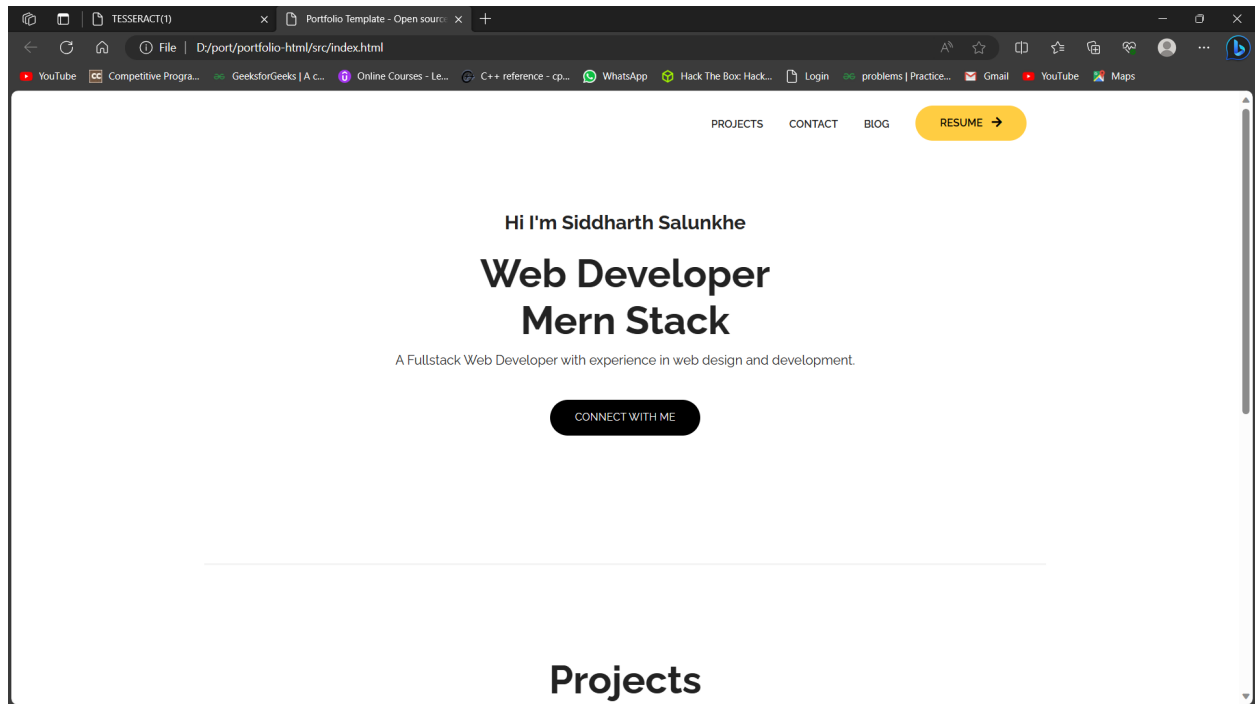 TESSERACT(1)
Portfolio Template - Open source
File | D:/port/portfolio-html/src/index.html
YouTube Competitive Progra... GeeksforGeeks | A c... Online Courses - Le... C++ reference - cp... WhatsApp Hack The Box: Hack... Login problems | Practice... Gmail YouTube Maps
PROJECTS CONTACT BlOG RESUME
Hi I'm Siddharth Salunkhe
Web Developer
Mern Stack
A Fullstack Web Developer with experience in web design and development.
CONNECT WITH ME
Projects